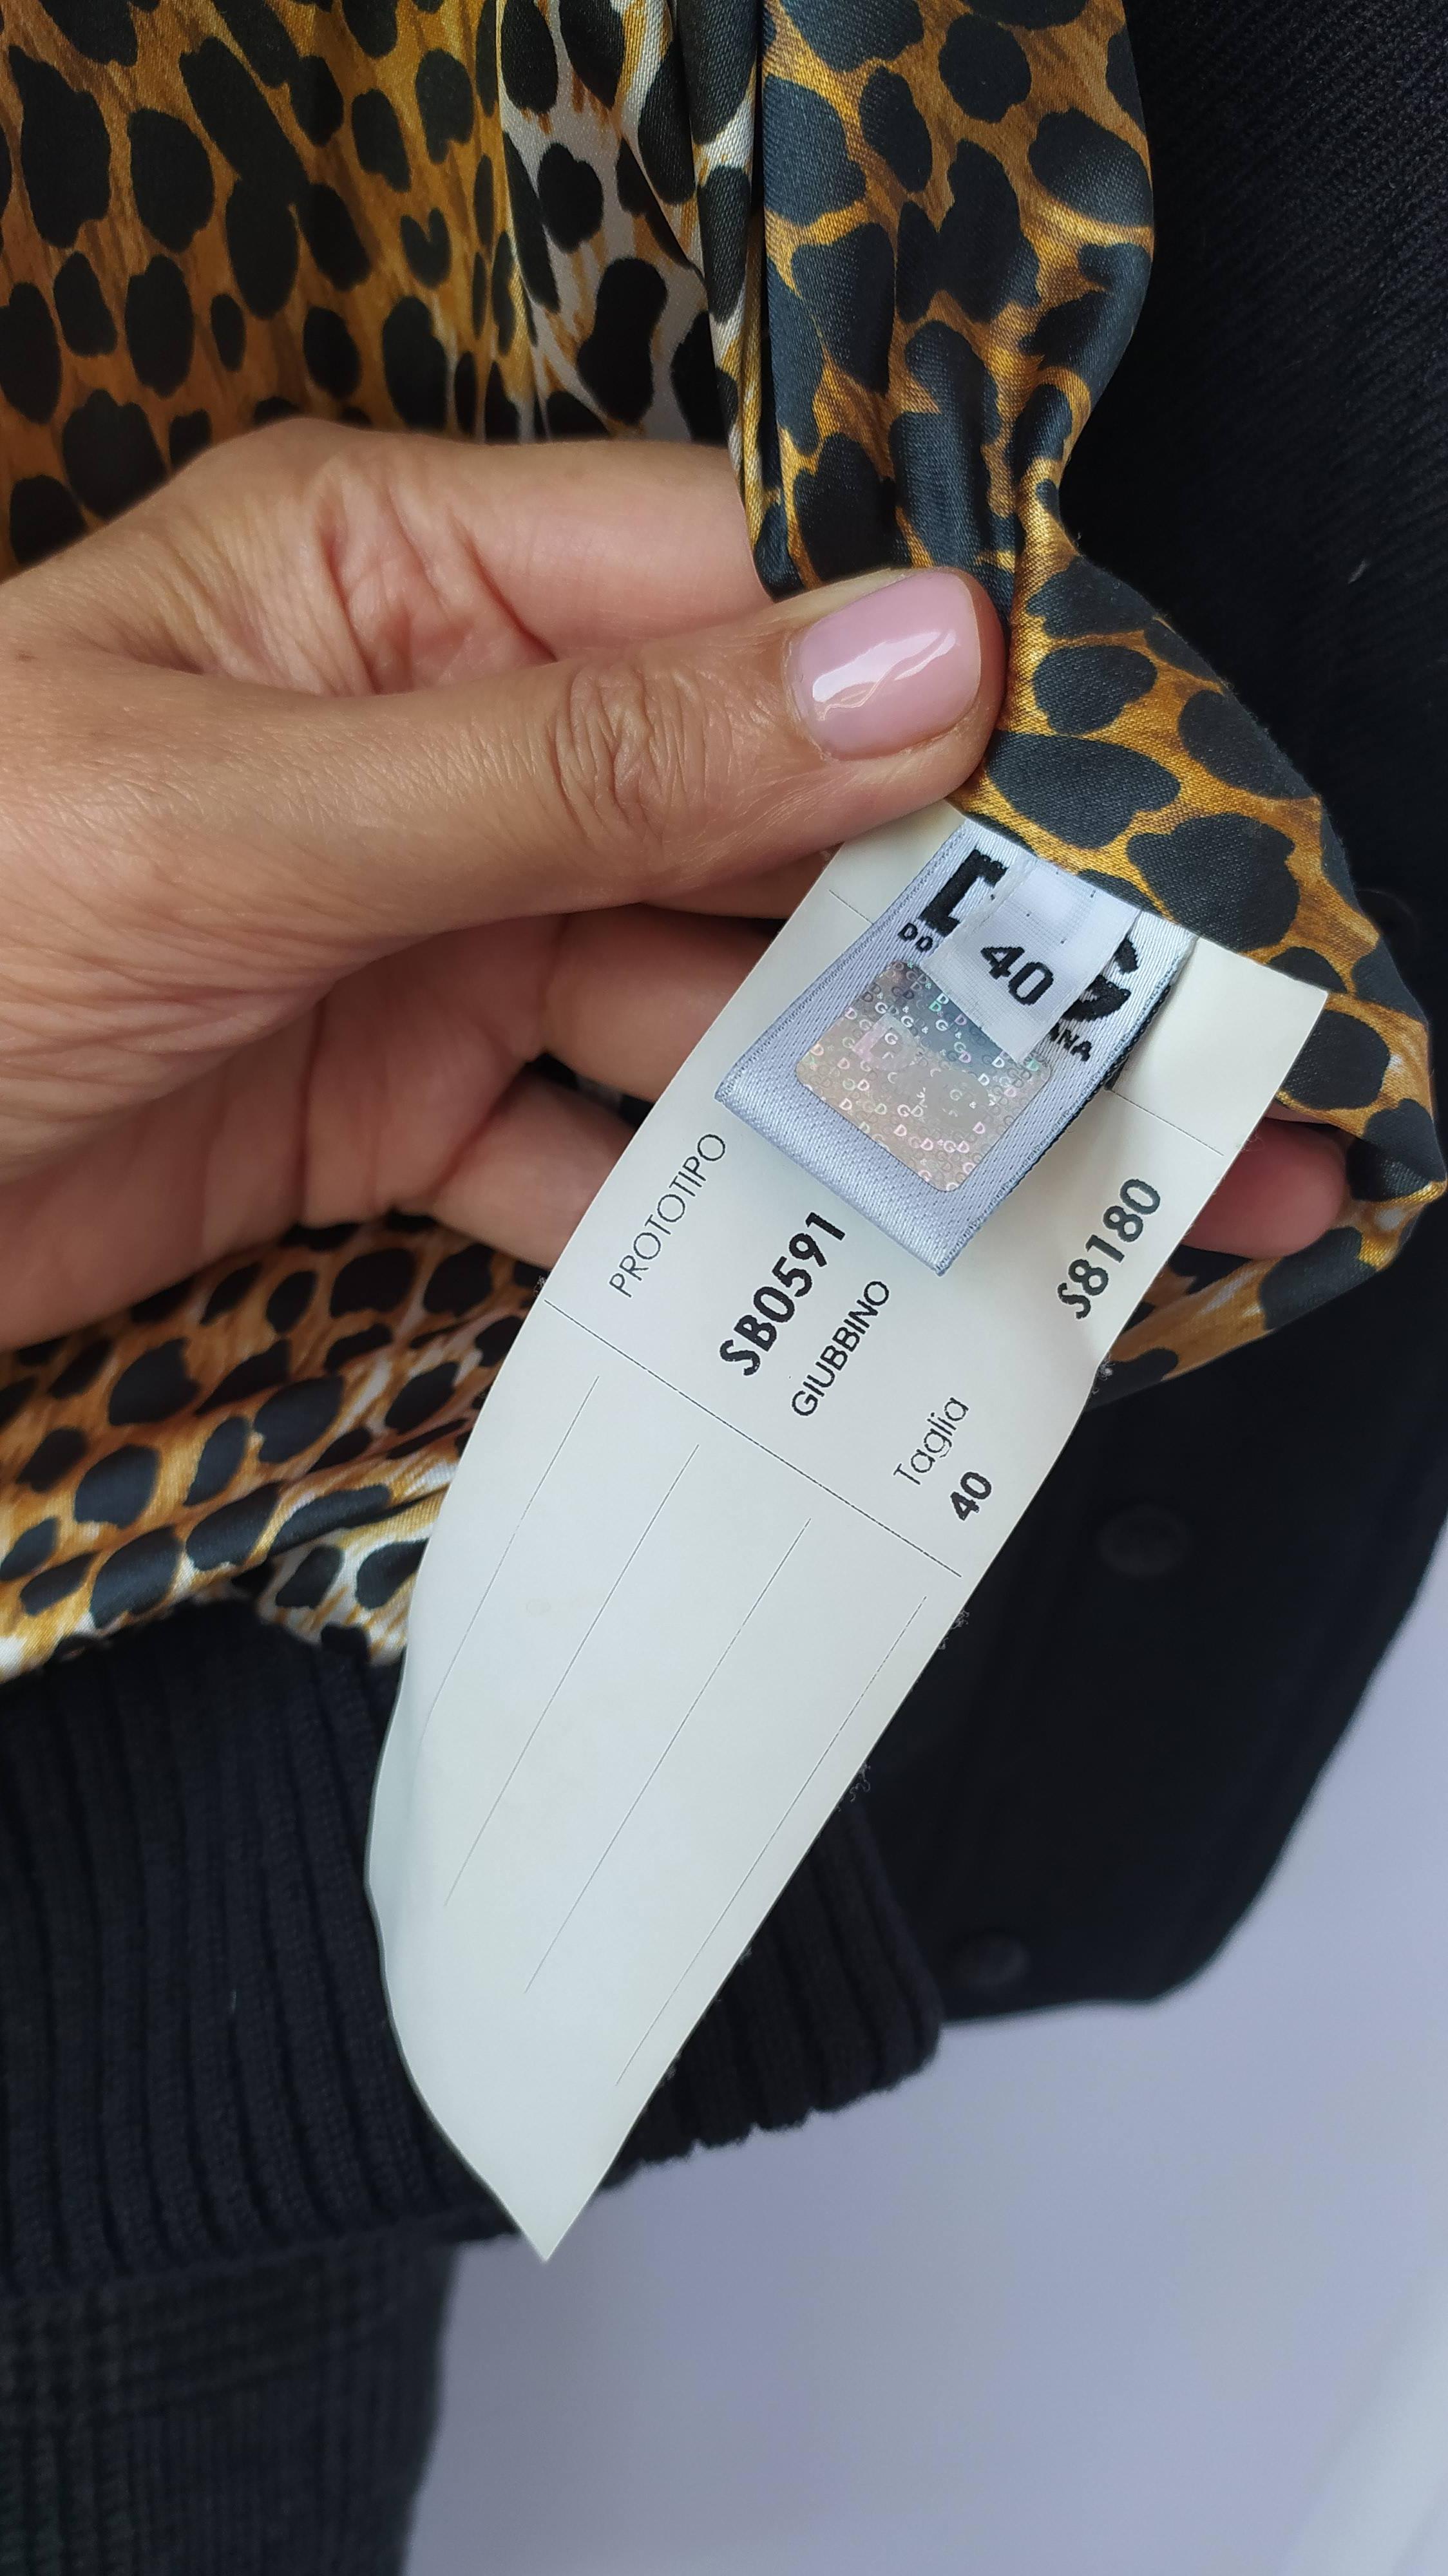 40
PROTOTIPO
SB0591
GIUBBINO
S8180
Taglia
40